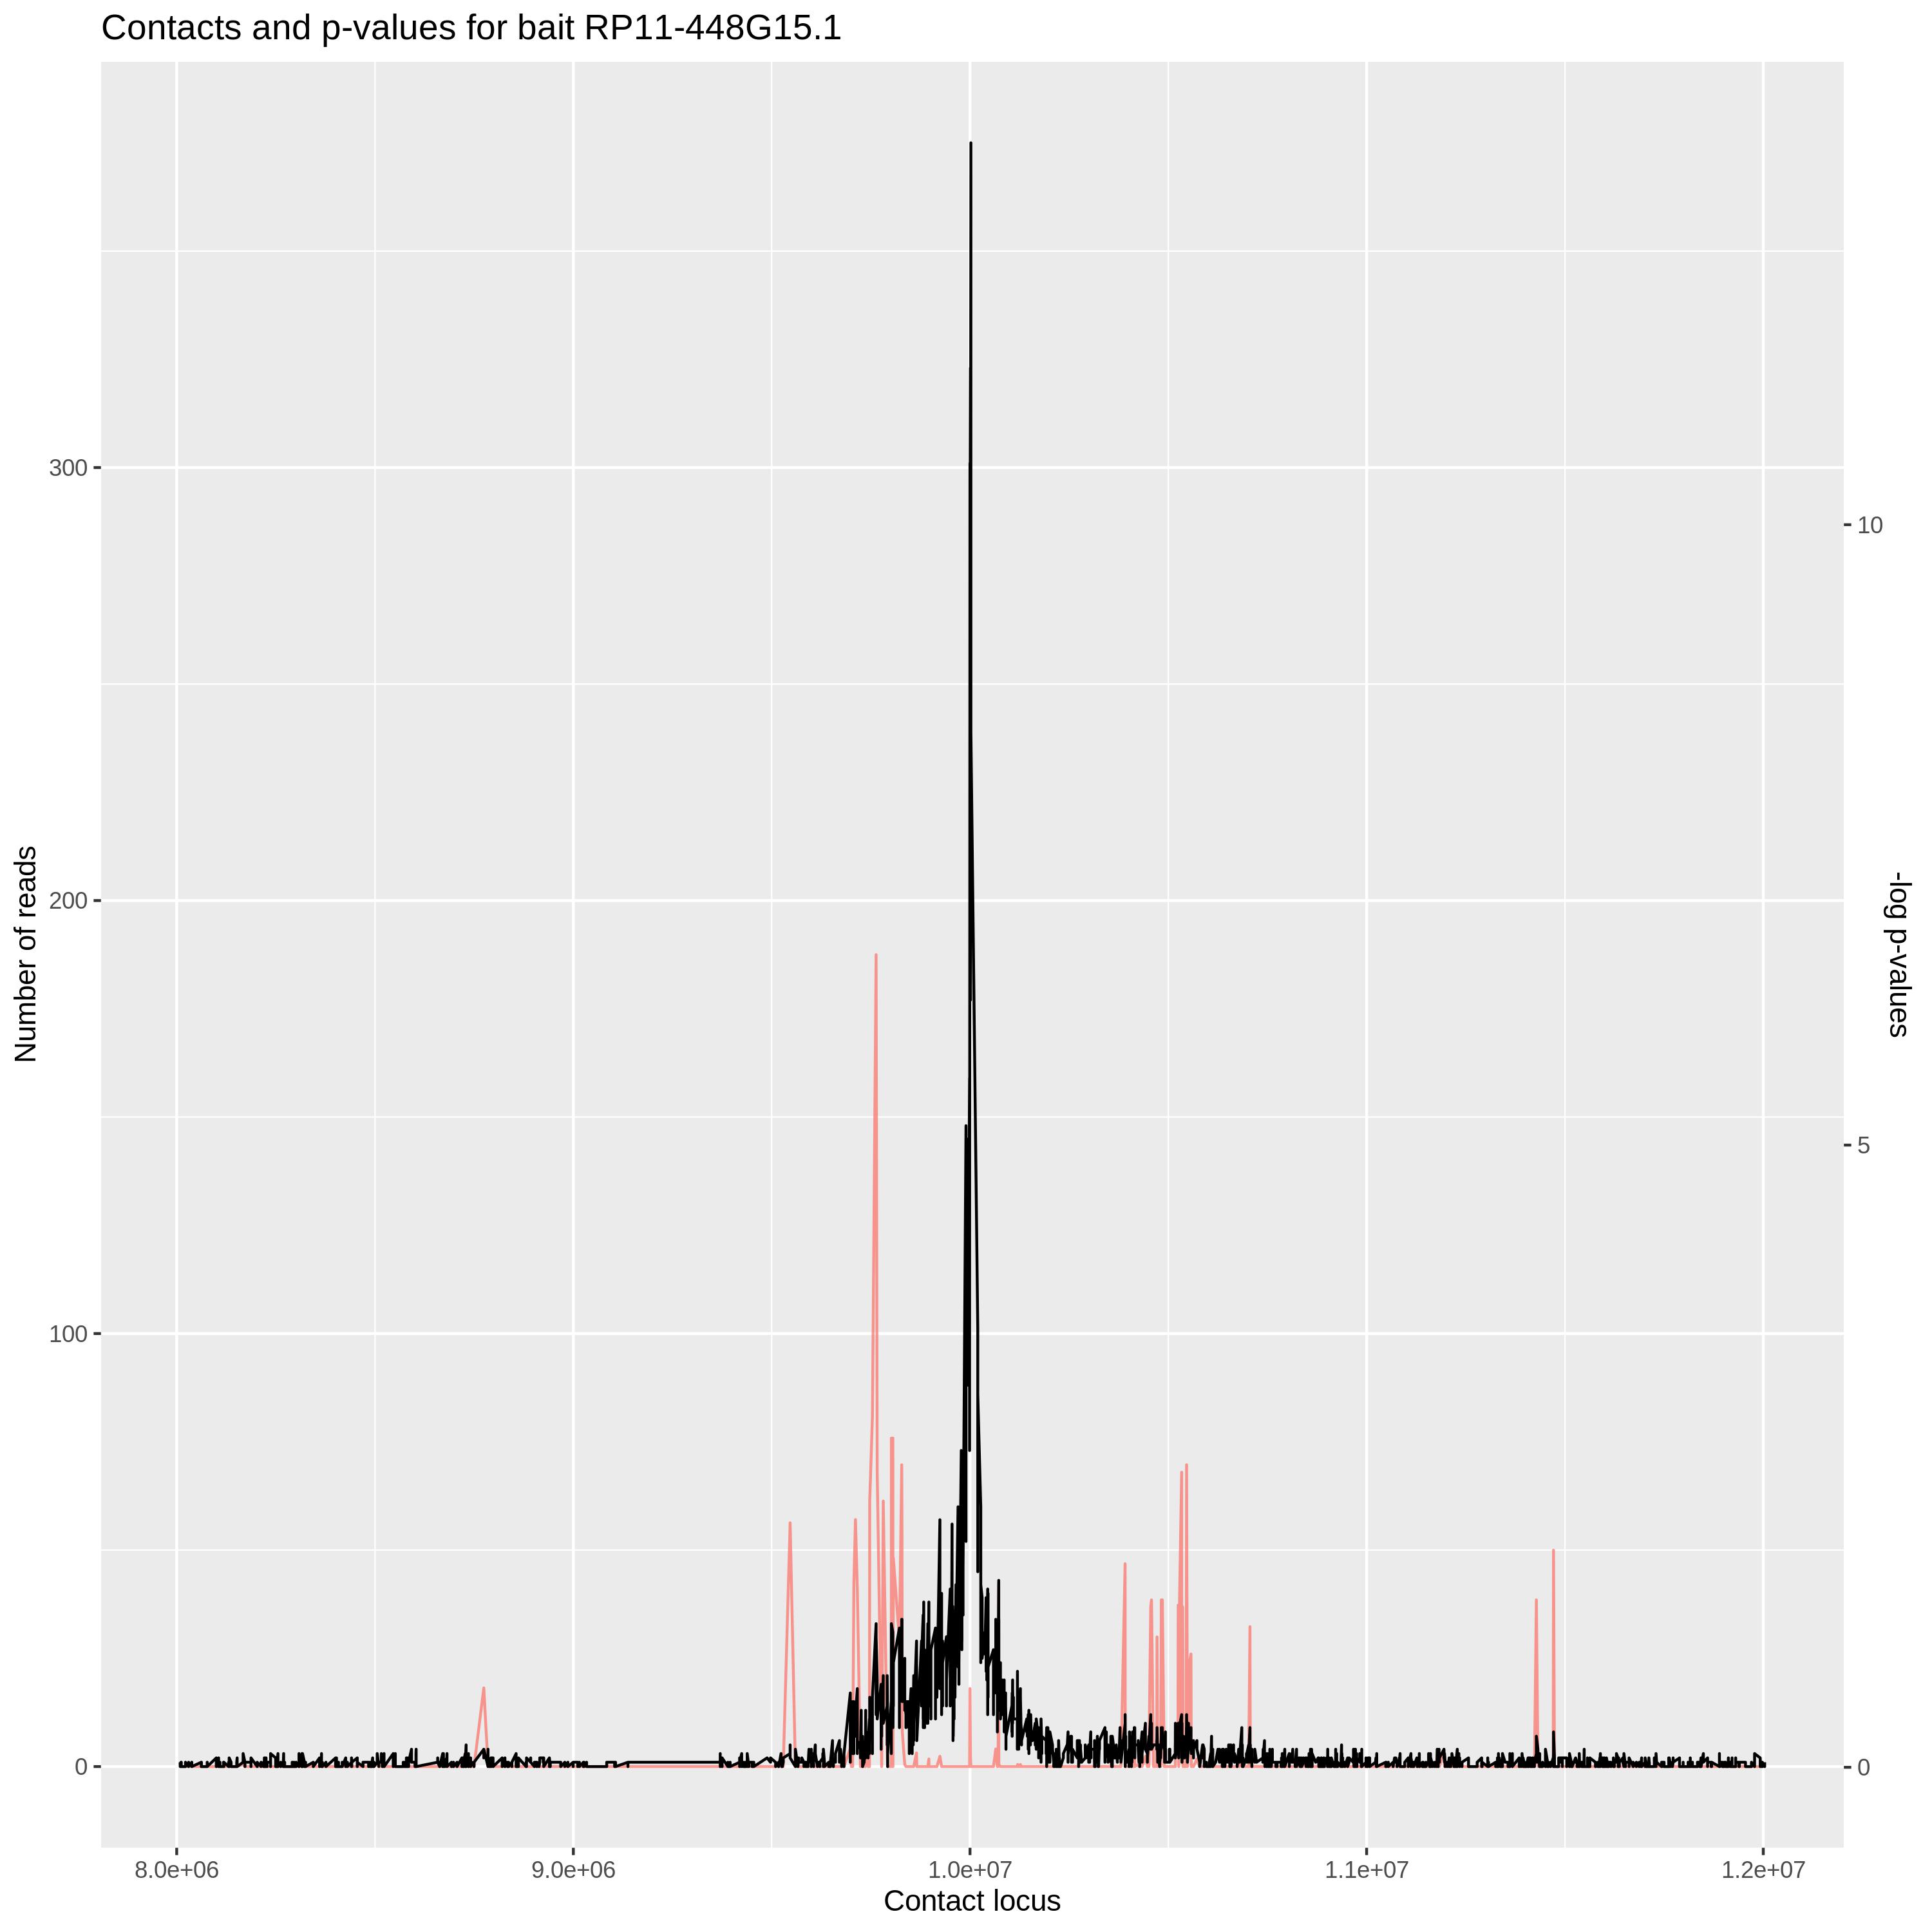 Contacts and p-values for bait RP11-448G15.1
Number of reads
300
200
100
0
10
5
0
-log p-values
8.0e+06
9.0e+06
1.0e+07
1.1e+07
1.2e+07
Contact locus